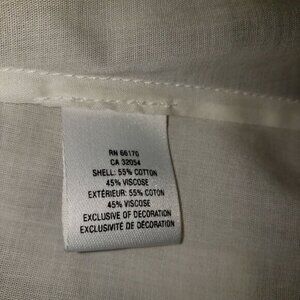 RN 66170
CA 32054
SHELL: 55% COTTON
45% VISCOSE
EXTÉRIEUR: 55% COTON
45% VISCOSE
EXCLUSIVE OF DECORATION
EXCLUSIVITÉ DE DÉCORATION